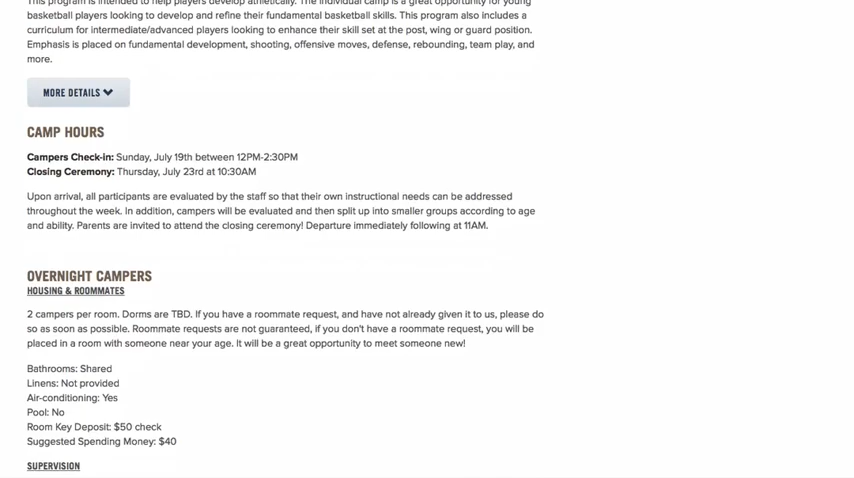 This program is intended to help players develop athletically. The individual camp is a great opportunity for young
basketball players looking to develop and refine their fundamental basketball skills. This program also includes a
curriculum for intermediate/advanced players looking to enhance their skill set at the post, wing or guard position.
Emphasis is placed on fundamental development, shooting, offensive moves, defense, rebounding, team play, and
more.
MORE DETAILS
CAMP HOURS
Campers Check-in: Sunday, July 19th between 12PM-2:30PM
Closing Ceremony: Thursday, July 23rd at 10:30AM
Upon arrival, all participants are evaluated by the staff so that their own instructional needs can be addressed
throughout the week. In addition, campers will be evaluated and then split up into smaller groups according to age
and ability. Parents are invited to attend the closing ceremony! Departure immediately following at 11AM.
OVERNIGHT CAMPERS
HOUSING & ROOMMATES
2 campers per room. Dorms are TBD. If you have a roommate request, and have not already given it to us, please do
so as soon as possible. Roommate requests are not guaranteed, if you don't have a roommate request, you will be
placed in a room with someone near your age. It will be a great opportunity to meet someone new!
Bathrooms: Shared
Linens: Not provided
Air-conditioning: Yes
Pool: No
Room Key Deposit: $50 check
Suggested Spending Money: $40
SUPERVISION